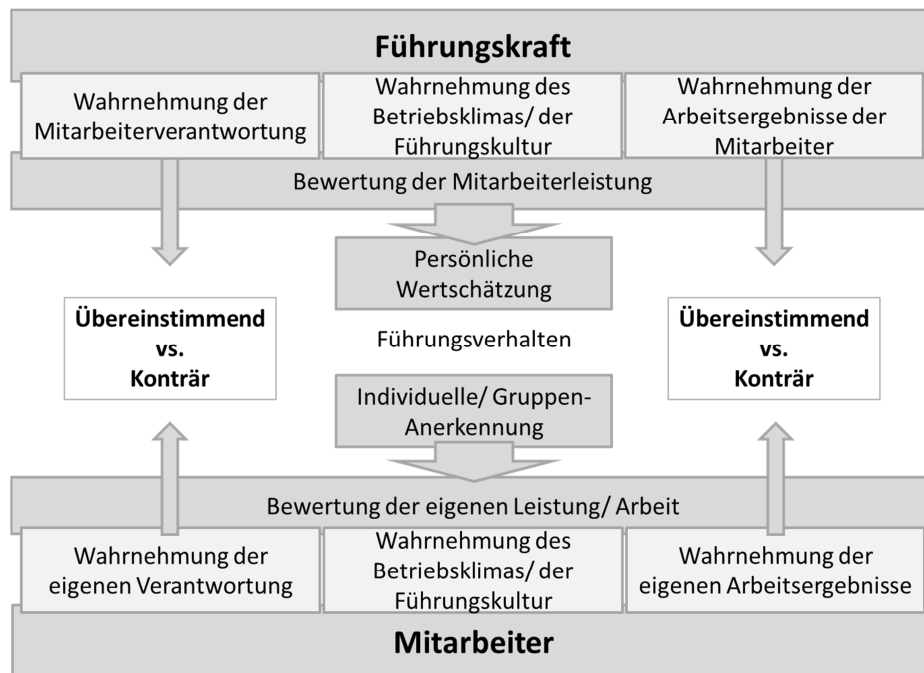 Führungskraft
Wahrnehmung der
Mitarbeiterverantwortung
Wahrnehmung des
Betriebsklimas/ der
Führungskultur
Wahrnehmung der
Arbeitsergebnisse der
Mitarbeiter
Bewertung der Mitarbeiterleistung
Persönliche
Wertschätzung
Übereinstimmend
vs.
Konträr
Führungsverhalten
Übereinstimmend
vs.
Konträr
Individuelle/ Gruppen-
Anerkennung
Bewertung der eigenen Leistung/ Arbeit
Wahrnehmung der
eigenen Verantwortung
Wahrnehmung des
Betriebsklimas/ der
Führungskultur
Wahrnehmung der
eigenen Arbeitsergebnisse
Mitarbeiter